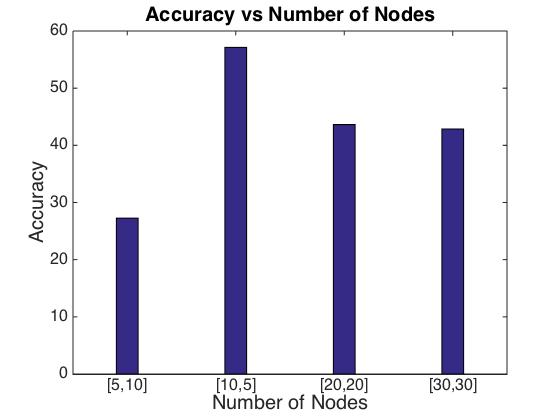 Accuracy vs Number of Nodes
60
50
40
30
20
10
0
Accuracy
[5,10] [10,5] [20,20] [30,30]
Number of Nodes